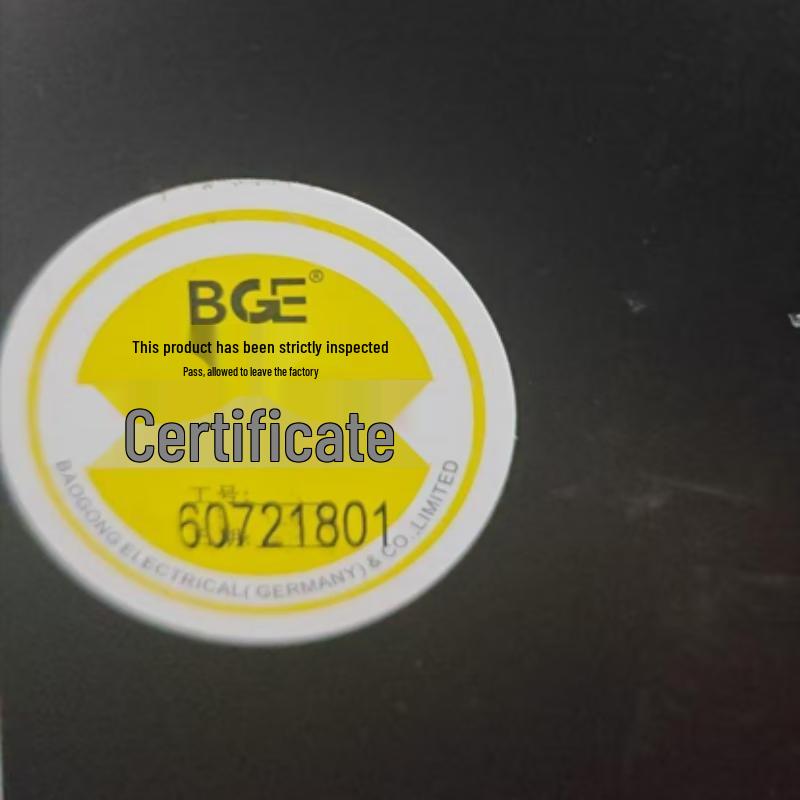 BGE®
This product has been strictly inspected
Pass, allowed to leave the factory
Certificate
工号:
60721801
BAOGONG ELECTRICAL( GERMANY) & CO.,LIMITED